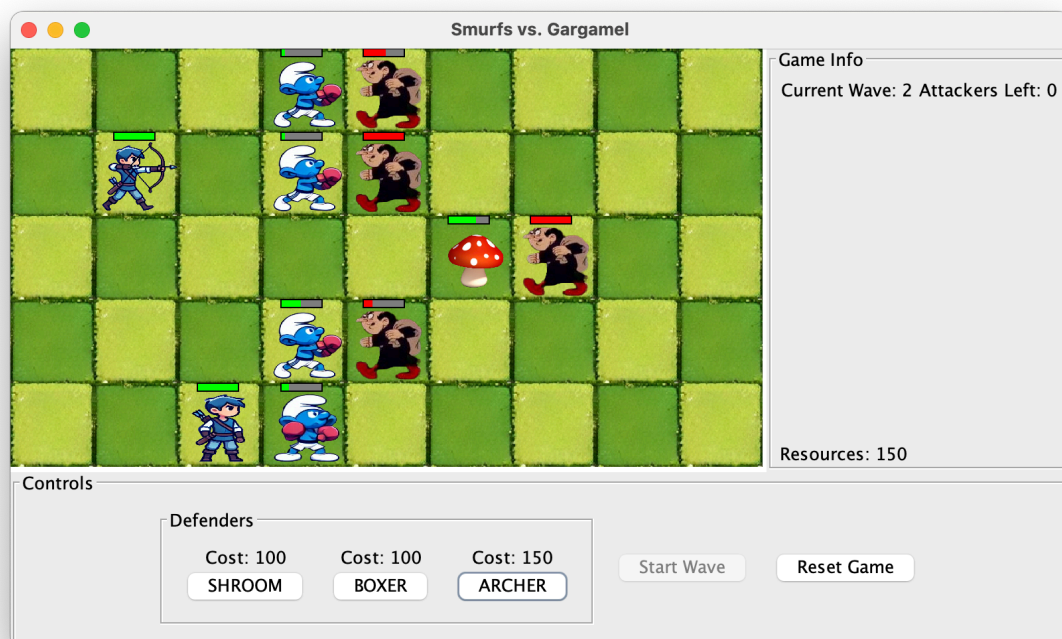 Smurfs vs. Gargamel
Game Info
Current Wave: 2 Attackers Left: 0
Resources: 150
Controls
Defenders
Cost: 100 Cost: 100 Cost: 150
SHROOM BOXER ARCHER Start Wave Reset Game